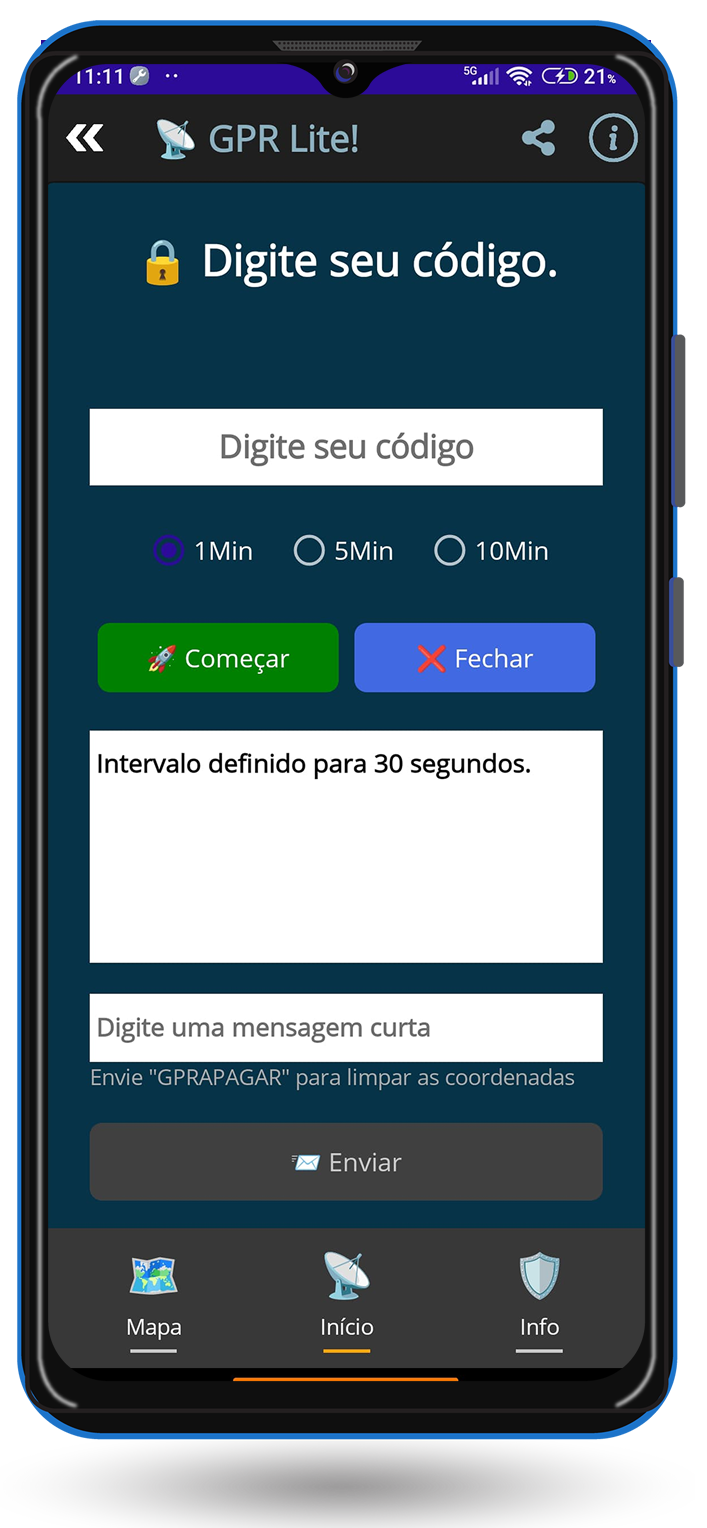 11:11 5G 21%
GPR Lite!
Digite seu código.
Digite seu código
1Min 5Min 10Min
Começar Fechar
Intervalo definido para 30 segundos.
Digite uma mensagem curta
Envie "GPRAPAGAR" para limpar as coordenadas
Enviar
Mapa Início Info